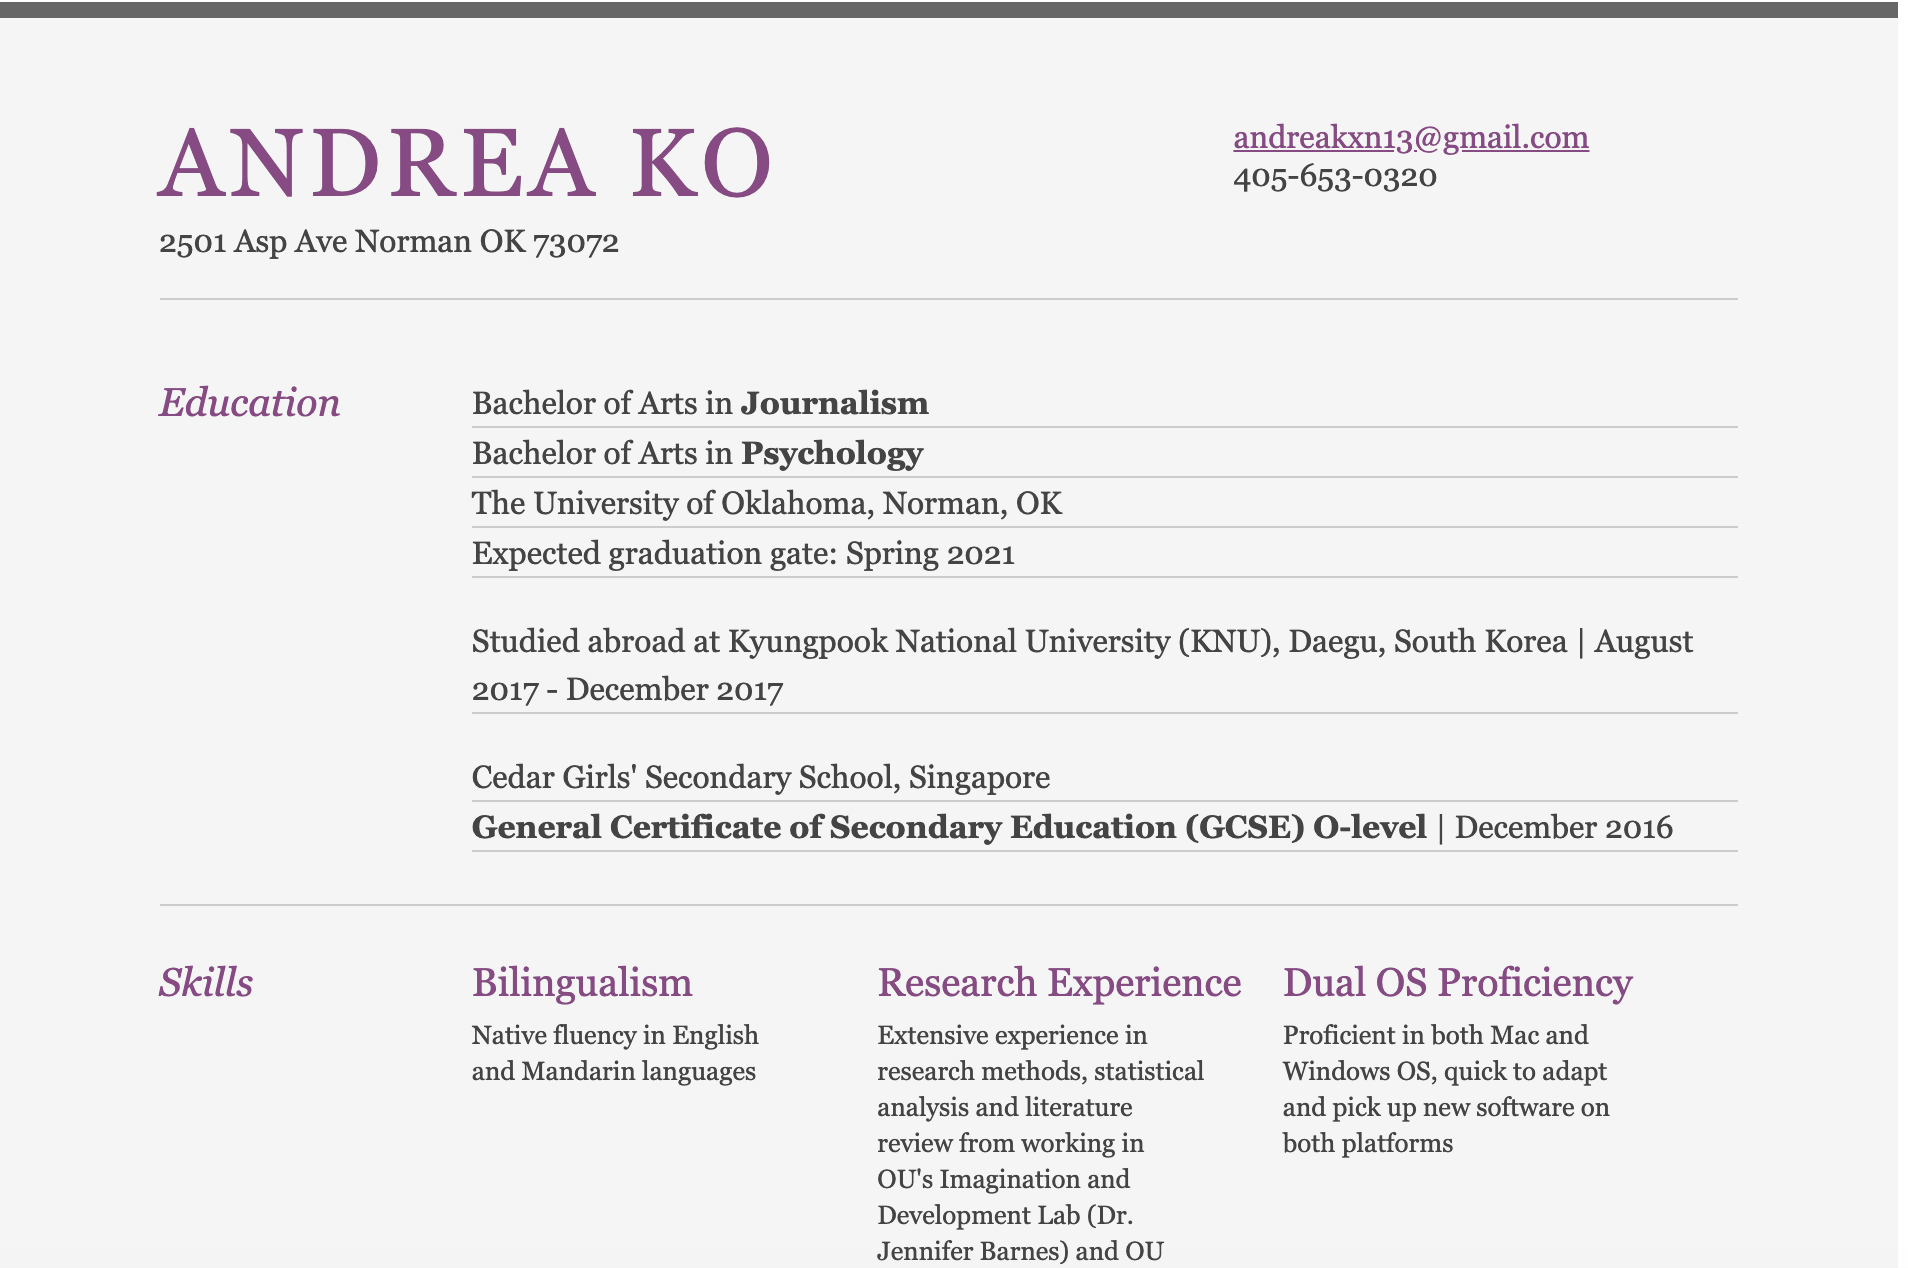 ANDREA KO
2501 Asp Ave Norman OK 73072
andreakxn13@gmail.com
405-653-0320
Education
Bachelor of Arts in Journalism
Bachelor of Arts in Psychology
The University of Oklahoma, Norman, OK
Expected graduation gate: Spring 2021
Studied abroad at Kyungpook National University (KNU), Daegu, South Korea | August
2017 - December 2017
Cedar Girls' Secondary School, Singapore
General Certificate of Secondary Education (GCSE) O-level | December 2016
Skills
Bilingualism
Native fluency in English
and Mandarin languages
Research Experience
Extensive experience in
research methods, statistical
analysis and literature
review from working in
OU's Imagination and
Development Lab (Dr.
Jennifer Barnes) and OU
Dual OS Proficiency
Proficient in both Mac and
Windows OS, quick to adapt
and pick up new software on
both platforms